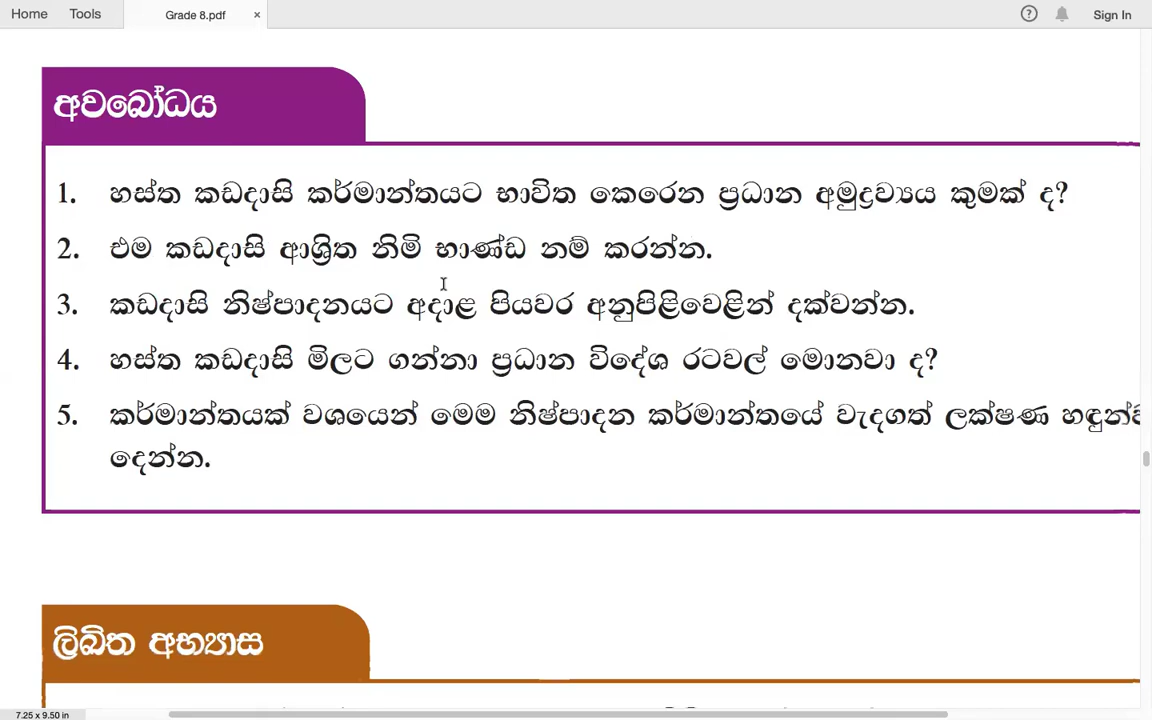 Home Tools Grade 8.pdf × ? Sign In
අවබෝධය
1. හස්ත කඩදාසි කර්මාන්තයට භාවිත කෙරෙන ප්‍රධාන අමුද්‍රව්‍යය කුමක් ද?
2. එම කඩදාසි ආශ්‍රිත නිමි භාණ්ඩ නම් කරන්න.
3. කඩදාසි නිෂ්පාදනයට අදාළ පියවර අනුපිළිවෙළින් දක්වන්න.
4. හස්ත කඩදාසි මිලට ගන්නා ප්‍රධාන විදේශ රටවල් මොනවා ද?
5. කර්මාන්තයක් වශයෙන් මෙම නිෂ්පාදන කර්මාන්තයේ වැදගත් ලක්ෂණ
දෙන්න.
ලිඛිත අභ්‍යාස
7.25 x 9.50 in